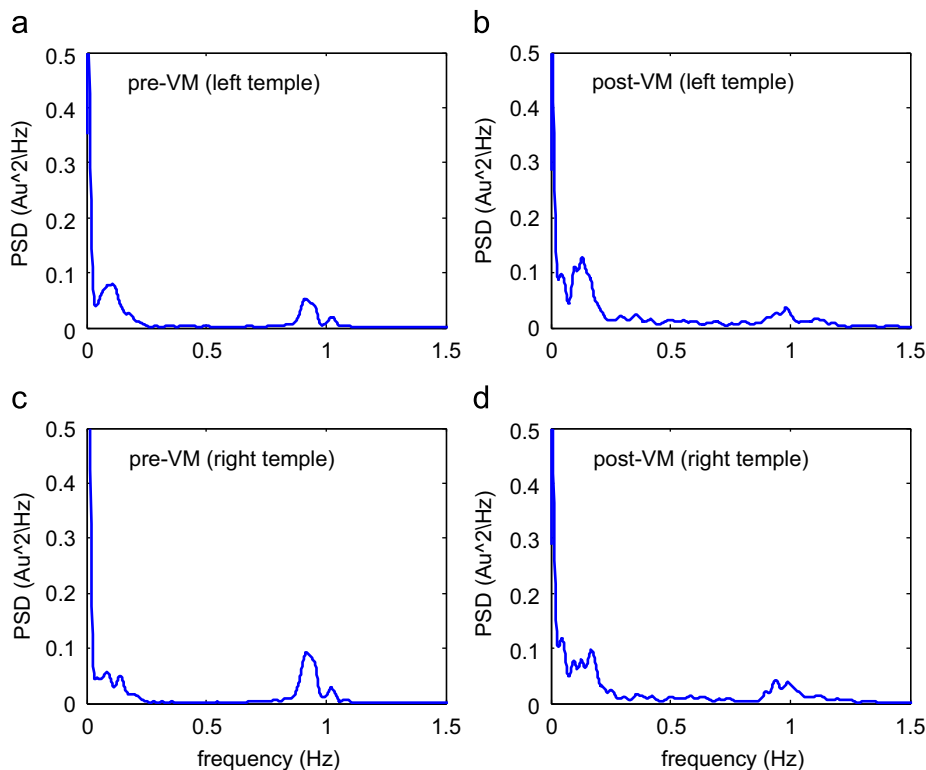 a
0.5
0.4
0.3
0.2
0.1
0
PSD (Au^2\Hz)
pre-VM (left temple)
0 0.5 1 1.5
b
0.5
0.4
0.3
0.2
0.1
0
PSD (Au^2\Hz)
post-VM (left temple)
0 0.5 1 1.5
c
0.5
0.4
0.3
0.2
0.1
0
PSD (Au^2\Hz)
pre-VM (right temple)
0 0.5 1 1.5
frequency (Hz)
d
0.5
0.4
0.3
0.2
0.1
0
PSD (Au^2\Hz)
post-VM (right temple)
0 0.5 1 1.5
frequency (Hz)